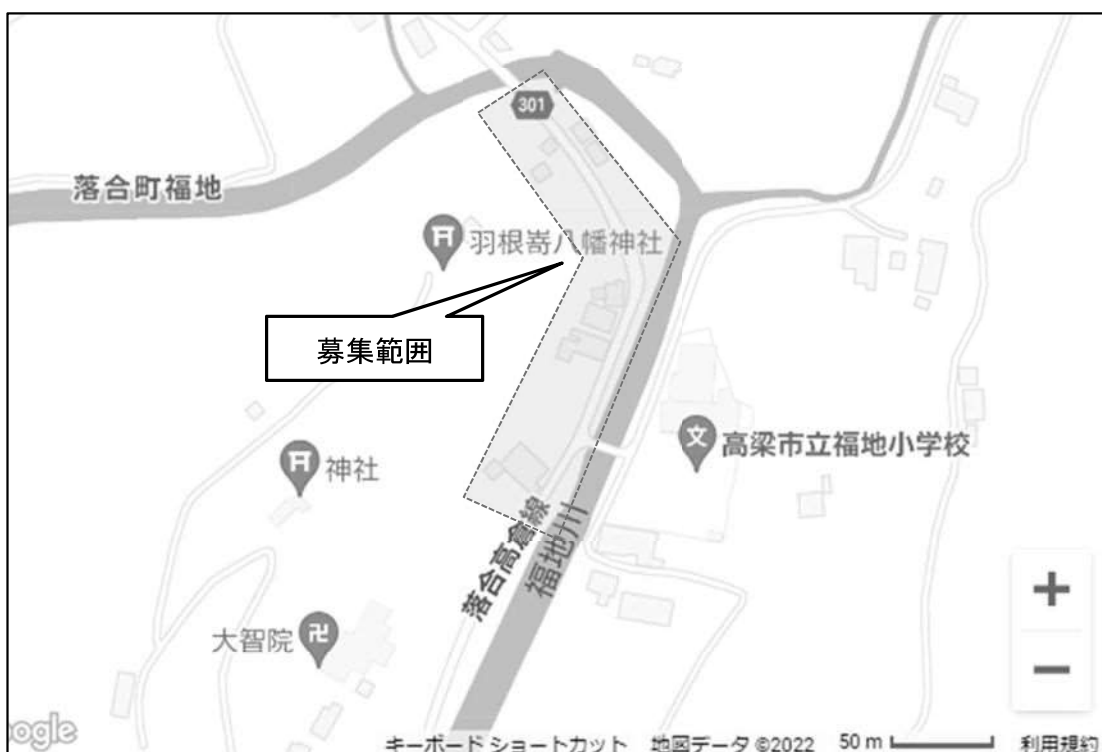 301
落合町福地
羽根嵜八幡神社
募集範囲
高梁市立福地小学校
神社
落合高倉線
福地川
大智院
+
−
ogle
キーボード ショートカット 地図データ ©2022 50 m 利用規約